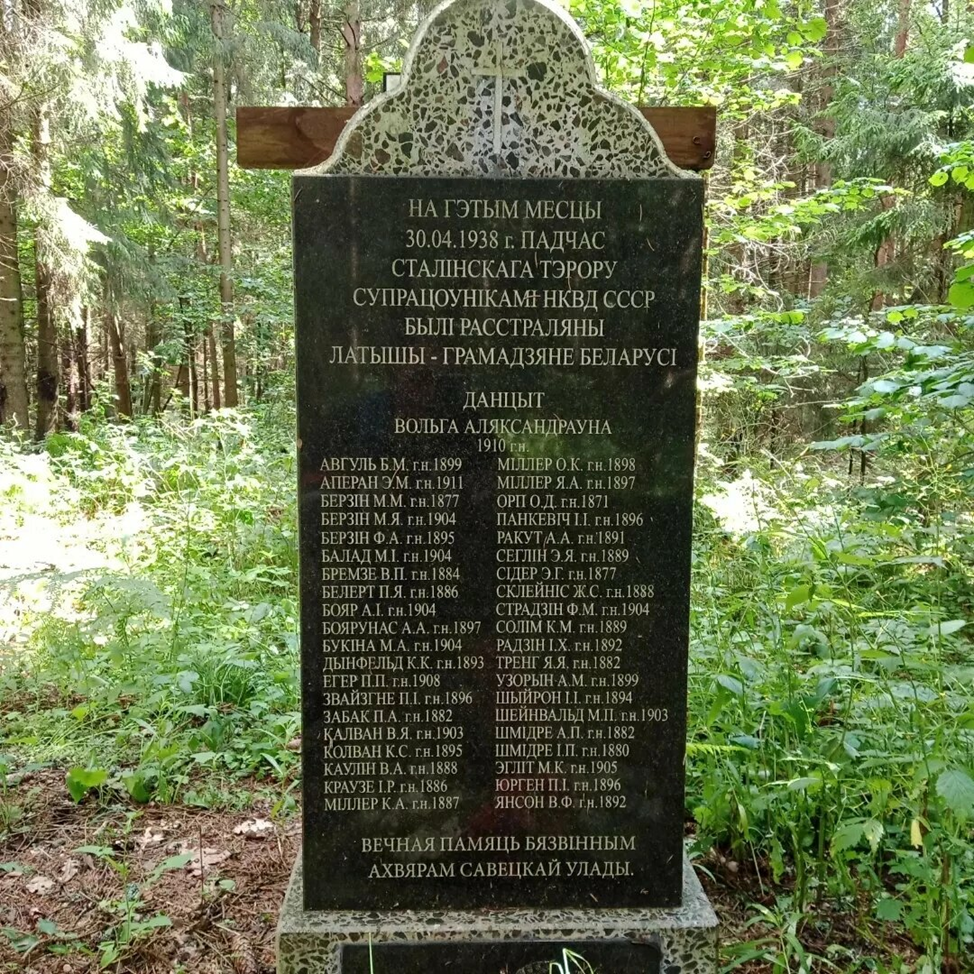 НА ГЭТЫМ МЕСЦЫ
30.04.1938 г. ПАДЧАС
СТАЛІНСКАГА ТЭРОРУ
СУПРАЦОУНІКАМІ НКВД СССР
БЫЛІ РАССТРАЛЯНЫ
ЛАТЫШЫ - ГРАМАДЗЯНЕ БЕЛАРУСІ
ДАНЦЫТ
ВОЛЬГА АЛЯКСАНДРАУНА
1910 г.н.
АВГУЛЬ Б.М. г.н.1899
АПЕРАН Э.М. г.н.1911
БЕРЗІН М.М. г.н.1877
БЕРЗІН М.Я. г.н.1904
БЕРЗІН Ф.А. г.н.1895
БАЛАД М.І. г.н.1904
БРЕМЗЕ В.П. г.н.1884
БЕЛЕРТ П.Я. г.н.1886
БОЯР А.І. г.н.1904
БОЯРУНАС А.А. г.н.1897
БУКІНА М.А. г.н.1904
ДЫНФЕЛЬД К.К. г.н.1893
ЕГЕР П.П. г.н.1908
ЗВАЙЗГНЕ П.І. г.н.1896
ЗАБАК П.А. г.н.1882
КАЛВАН В.Я. г.н.1903
КОЛВАН К.С. г.н.1895
КАУЛІН В.А. г.н.1888
КРАУЗЕ І.Р. г.н.1886
МІЛЛЕР К.А. г.н.1887
МІЛЛЕР О.К. г.н.1898
МІЛЛЕР Я.А. г.н.1897
ОРП О.Д. г.н.1871
ПАНКЕВІЧ І.І. г.н.1896
РАКУТ А.А. г.н.1891
СЕГЛІН Э.Я. г.н.1889
СІДЕР Э.Г. г.н.1877
СКЛЕЙНІС Ж.С. г.н.1888
СТРАДЗІН Ф.М. г.н.1904
СОЛІМ К.М. г.н.1889
РАДЗІН І.Х. г.н.1892
ТРЕНГ Я.Я. г.н.1882
УЗОРЫН А.М. г.н.1899
ШЫЙРОН І.І. г.н.1894
ШЕЙНВАЛЬД М.П. г.н.1903
ШМІДРЕ А.П. г.н.1882
ШМІДРЕ І.П. г.н.1880
ЭГЛІТ М.К. г.н.1905
ЮРГЕН П.І. г.н.1896
ЯНСОН В.Ф. г.н.1892
ВЕЧНАЯ ПАМЯЦЬ БЯЗВІННЫМ
АХВЯРАМ САВЕЦКАЙ УЛАДЫ.